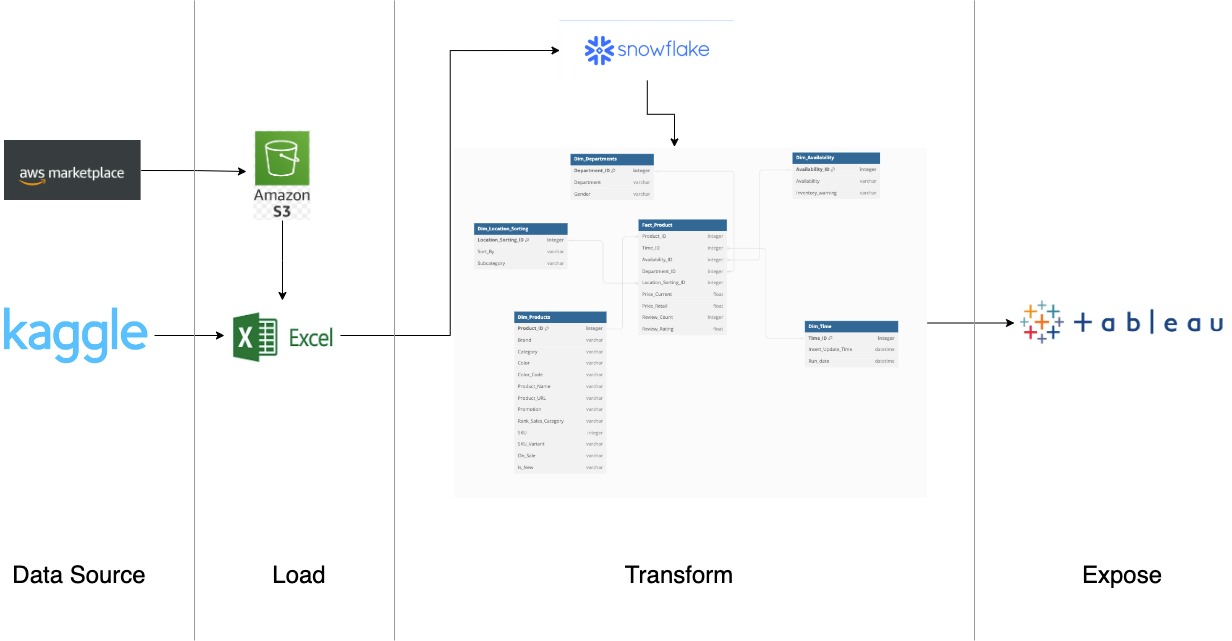 snowflake
aws marketplace
Amazon
S3
kaggle
Excel
Dim_Departments
Department_ID integer
Department varchar
Gender varchar
Dim_Availability
Availability_ID integer
Availability varchar
Inventory_warning varchar
Dim_Location_Sorting
Location_Sorting_ID integer
Sort_By varchar
Subcategory varchar
Fact_Product
Product_ID integer
Time_ID integer
Availability_ID integer
Department_ID integer
Location_Sorting_ID integer
Price_Current float
Price_Retail float
Review_Count integer
Review_Rating float
Dim_Products
Product_ID integer
Brand varchar
Category varchar
Color varchar
Color_Code varchar
Product_Name varchar
Product_URL varchar
Promotion varchar
Rank_Sales_Category varchar
SKU integer
SKU_Variant varchar
On_Sale varchar
Is_New varchar
Dim_Time
Time_ID integer
Insert_Update_Time datetime
Run_date datetime
tableau
Data Source
Load
Transform
Expose